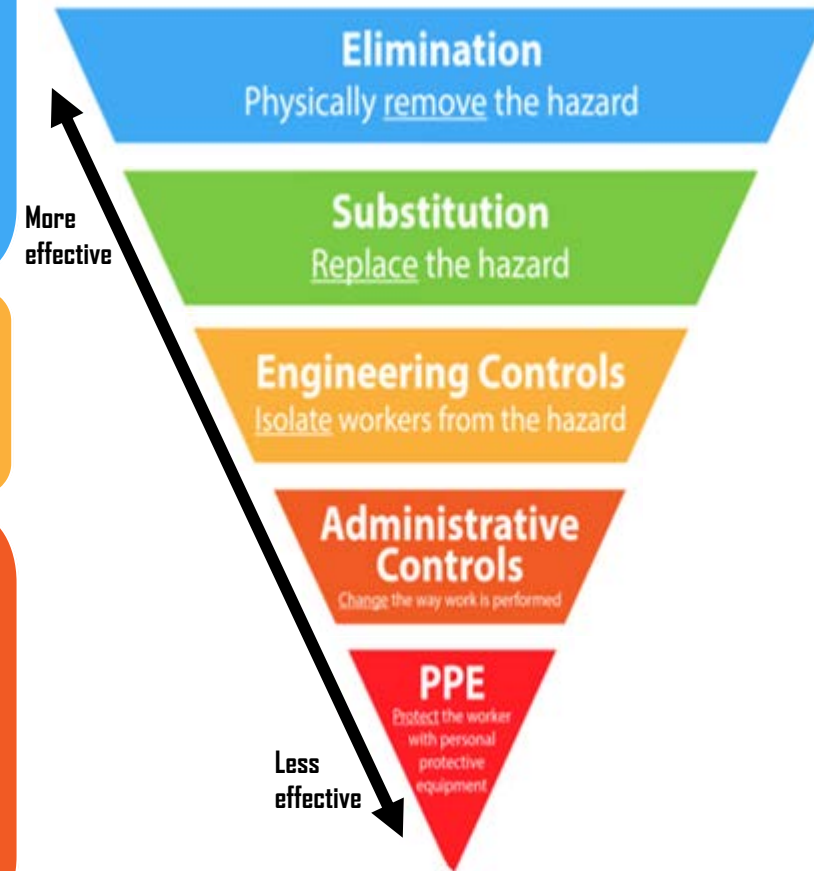 Elimination
Physically remove the hazard
More
effective
Substitution
Replace the hazard
Engineering Controls
Isolate workers from the hazard
Administrative
Controls
Change the way work is performed
PPE
Protect the worker
with personal
protective
equipment
Less
effective